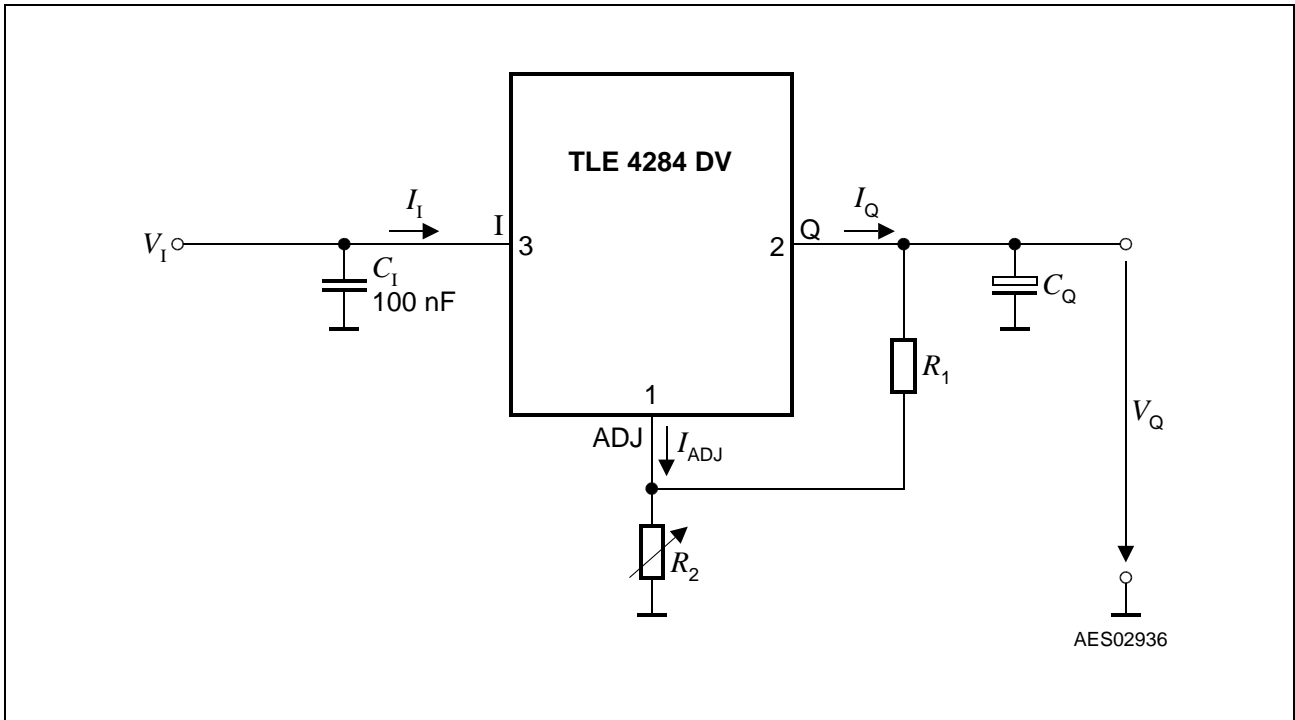 TLE 4284 DV
I_I
I
3
V_I
C_I
100 nF
2
Q
I_Q
C_Q
R_1
1
ADJ
I_ADJ
V_Q
R_2
AES02936